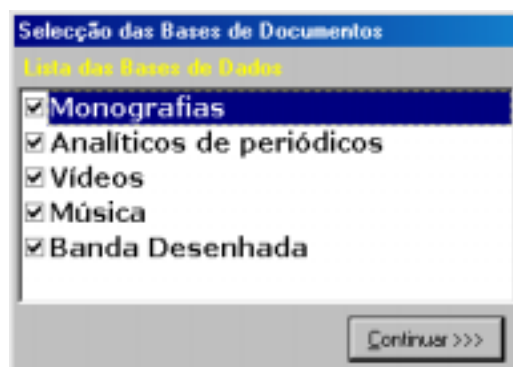 Selecção das Bases de Documentos
Lista das Bases de Dados
Monografias
Analíticos de periódicos
Vídeos
Música
Banda Desenhada
Continuar >>>